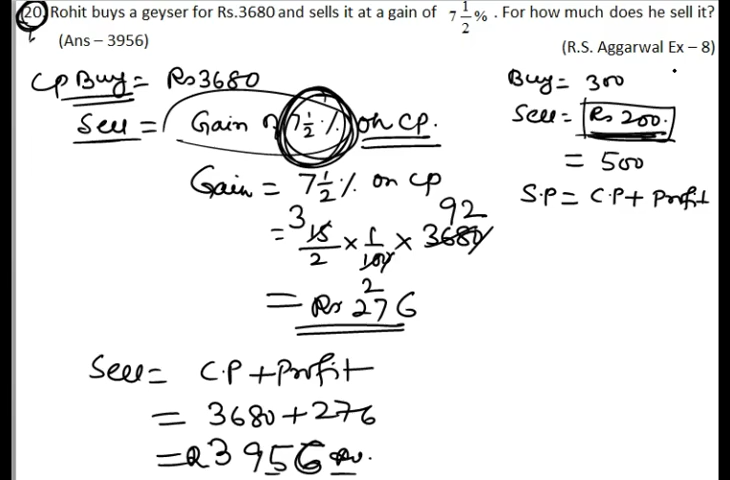 20) Rohit buys a geyser for Rs.3680 and sells it at a gain of 7 1/2 % . For how much does he sell it?
(Ans – 3956)
(R.S. Aggarwal Ex – 8)
CP Buy = Rs 3680
Sell = Gain of 7 1/2 % on CP.
Gain = 7 1/2 % on CP
3 92
= 15/2 × 1/100 × 3680
2
= Rs 276
Sell = C.P + Profit
= 3680 + 276
= 3956 Rs.
Buy = 300
Sell = Rs 200.
= 500
S.P = C.P + Profit